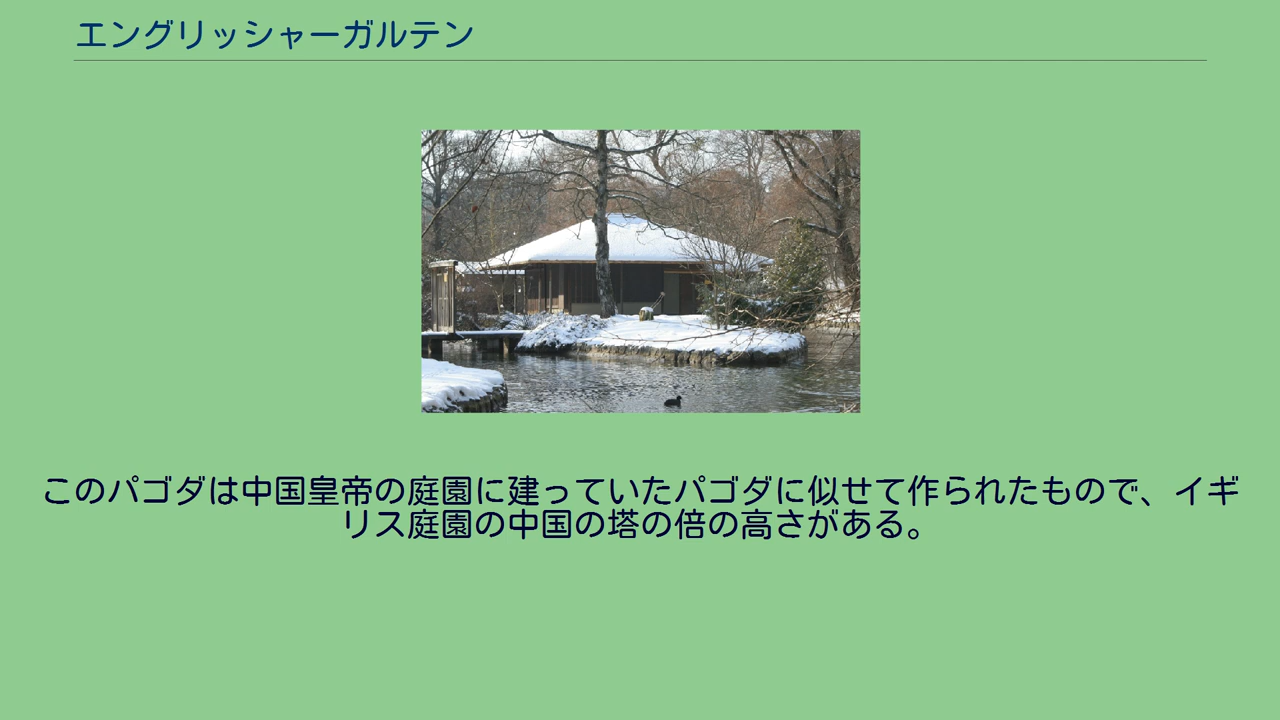 エングリッシャーガルテン
このパゴダは中国皇帝の庭園に建っていたパゴダに似せて作られたもので、イギ
リス庭園の中国の塔の倍の高さがある。